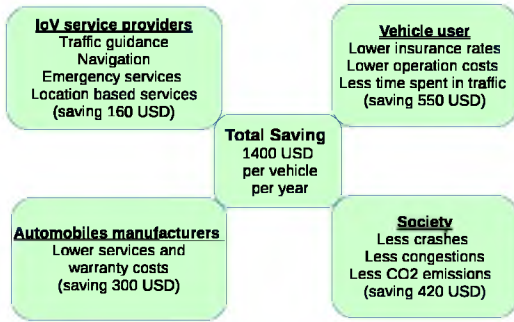 IoV service providers
Traffic guidance
Navigation
Emergency services
Location based services
(saving 160 USD)
Vehicle user
Lower insurance rates
Lower operation costs
Less time spent in traffic
(saving 550 USD)
Total Saving
1400 USD
per vehicle
per year
Automobiles manufacturers
Lower services and
warranty costs
(saving 300 USD)
Society
Less crashes
Less congestions
Less CO2 emissions
(saving 420 USD)